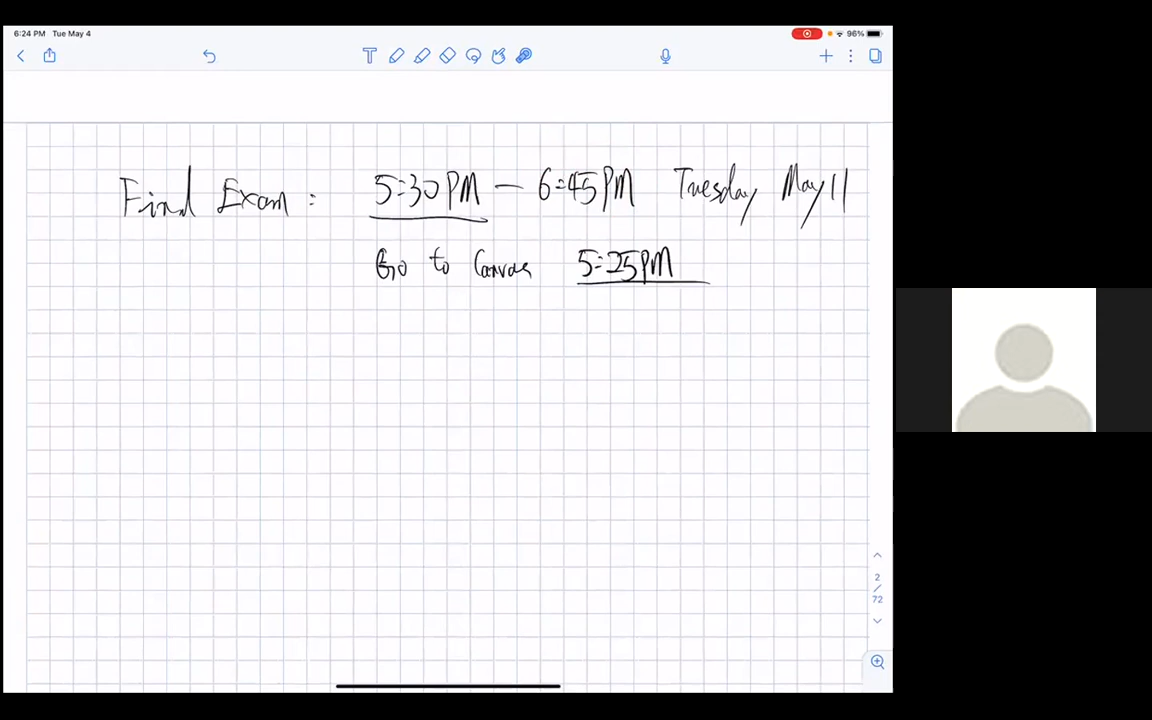 6:24 PM Tue May 4 96%
T
Final Exam : 5:30 PM — 6:45 PM Tuesday May 11
Go to Canvas 5:25 PM
2
/
72